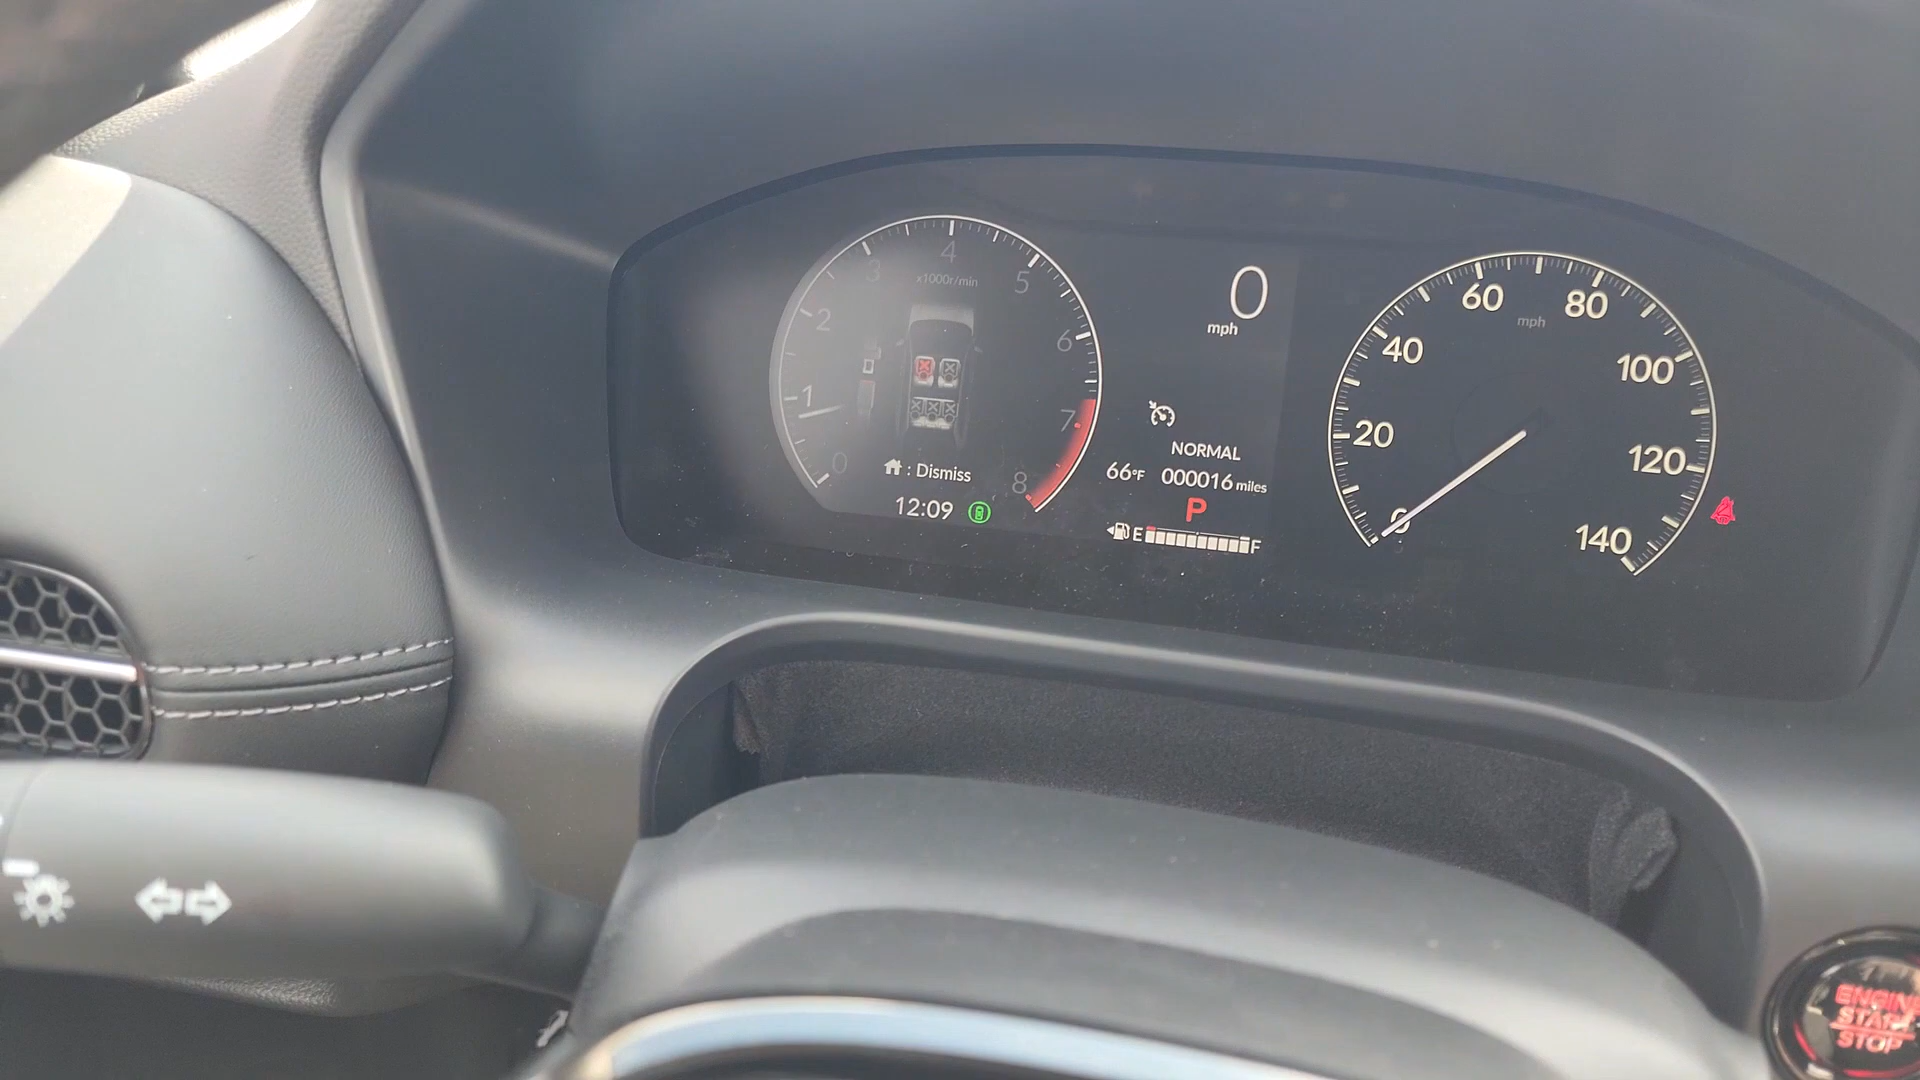 4
3
5
x1000r/min
2
6
1
7
0
8
: Dismiss
12:09
0
mph
NORMAL
66°F 000016 miles
P
E F
60 80
mph
40 100
20 120
0 140
ENGINE
START
STOP